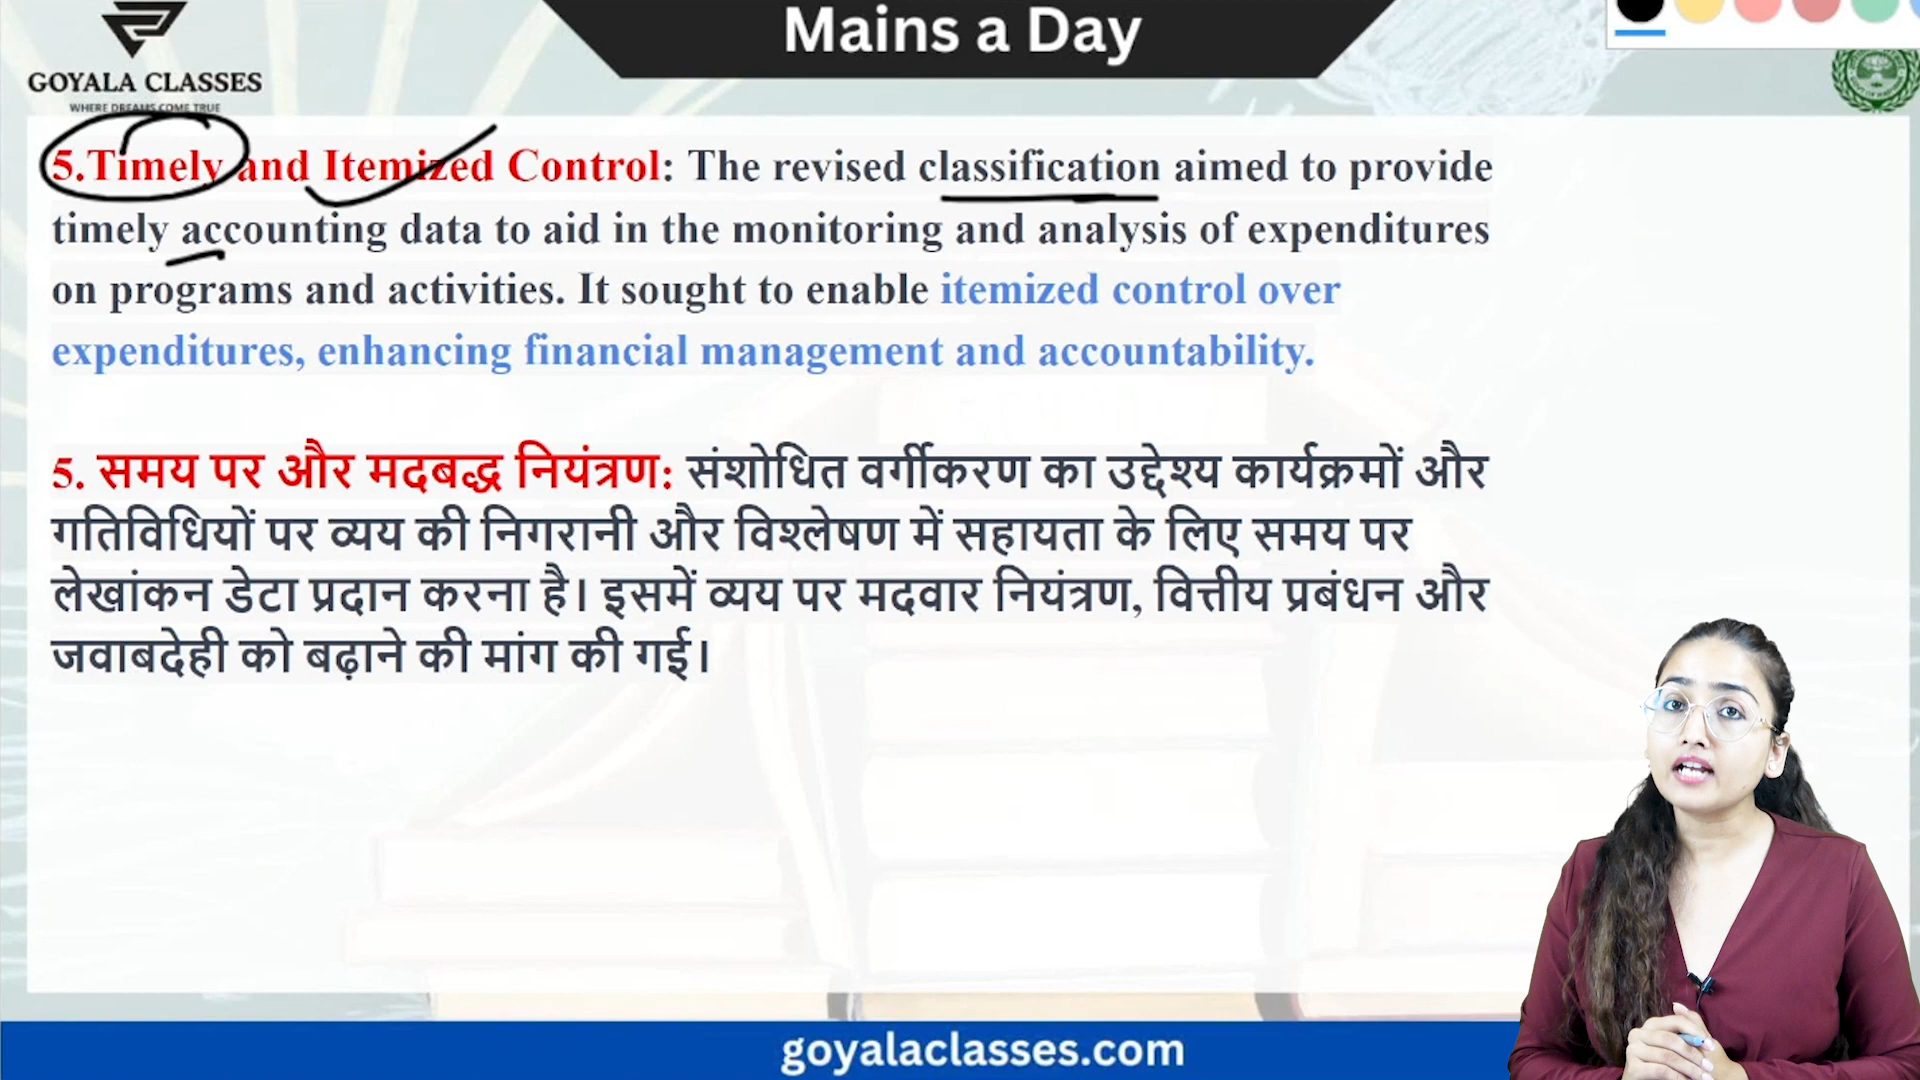 Mains a Day
GOYALA CLASSES
WHERE DREAMS COME TRUE
5.Timely and Itemized Control: The revised classification aimed to provide
timely accounting data to aid in the monitoring and analysis of expenditures
on programs and activities. It sought to enable itemized control over
expenditures, enhancing financial management and accountability.
5. समय पर और मदबद्ध नियंत्रण: संशोधित वर्गीकरण का उद्देश्य कार्यक्रमों और
गतिविधियों पर व्यय की निगरानी और विश्लेषण में सहायता के लिए समय पर
लेखांकन डेटा प्रदान करना है। इसमें व्यय पर मदवार नियंत्रण, वित्तीय प्रबंधन और
जवाबदेही को बढ़ाने की मांग की गई।
goyalaclasses.com